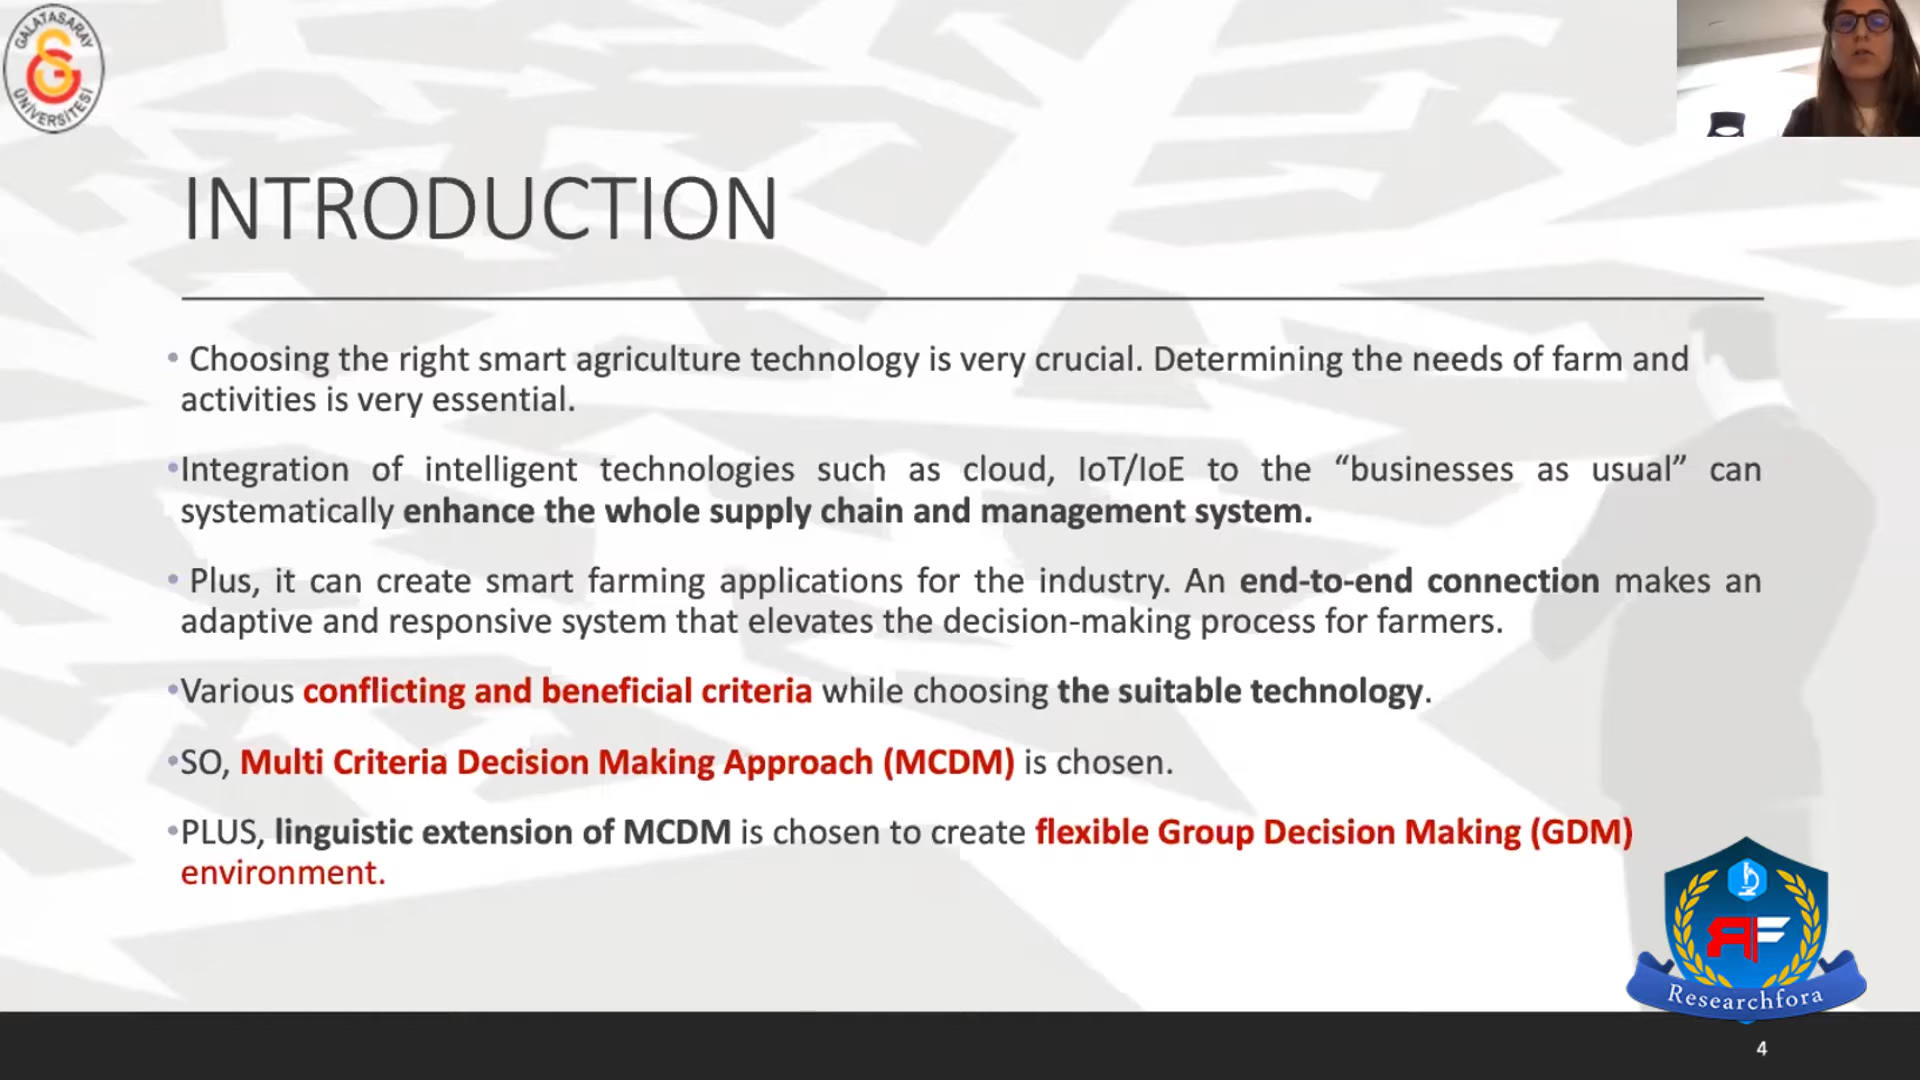 GALATASARAY
ÜNİVERSİTESİ
INTRODUCTION
• Choosing the right smart agriculture technology is very crucial. Determining the needs of farm and
activities is very essential.
•Integration of intelligent technologies such as cloud, IoT/IoE to the “businesses as usual” can
systematically enhance the whole supply chain and management system.
• Plus, it can create smart farming applications for the industry. An end-to-end connection makes an
adaptive and responsive system that elevates the decision-making process for farmers.
•Various conflicting and beneficial criteria while choosing the suitable technology.
•SO, Multi Criteria Decision Making Approach (MCDM) is chosen.
•PLUS, linguistic extension of MCDM is chosen to create flexible Group Decision Making (GDM)
environment.
RF
Researchfora
4